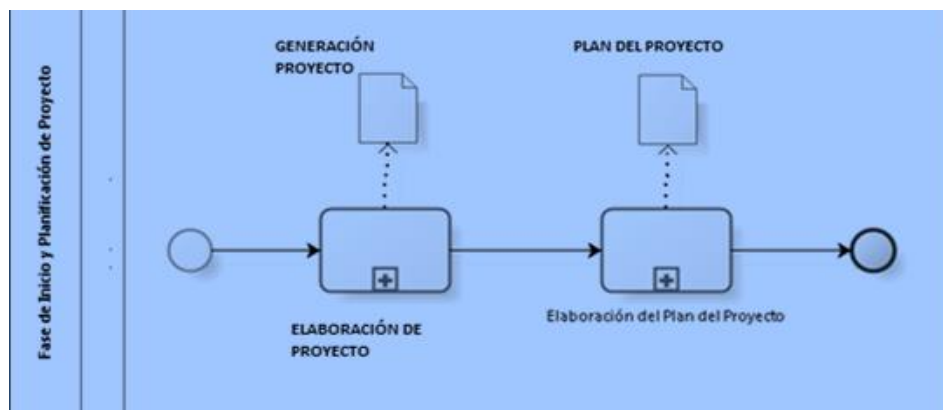 Fase de Inicio y Planificación de Proyecto
GENERACIÓN
PROYECTO
PLAN DEL PROYECTO
ELABORACIÓN DE
PROYECTO
Elaboración del Plan del Proyecto